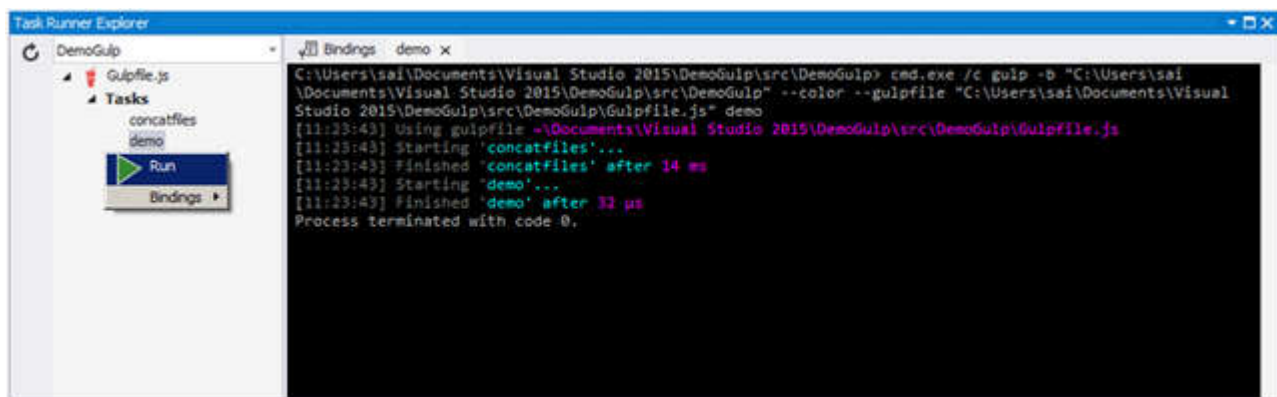 Task Runner Explorer
DemoGulp
Gulpfile.js
Tasks
concatfiles
demo
Run
Bindings
Bindings demo
C:\Users\sai\Documents\Visual Studio 2015\DemoGulp\src\DemoGulp> cmd.exe /c gulp -b "C:\Users\sai
\Documents\Visual Studio 2015\DemoGulp\src\DemoGulp" --color --gulpfile "C:\Users\sai\Documents\Visual
Studio 2015\DemoGulp\src\DemoGulp\Gulpfile.js" demo
[11:23:43] Using gulpfile ~\Documents\Visual Studio 2015\DemoGulp\src\DemoGulp\Gulpfile.js
[11:23:43] Starting 'concatfiles'...
[11:23:43] Finished 'concatfiles' after 14 ms
[11:23:43] Starting 'demo'...
[11:23:43] Finished 'demo' after 32 μs
Process terminated with code 0.